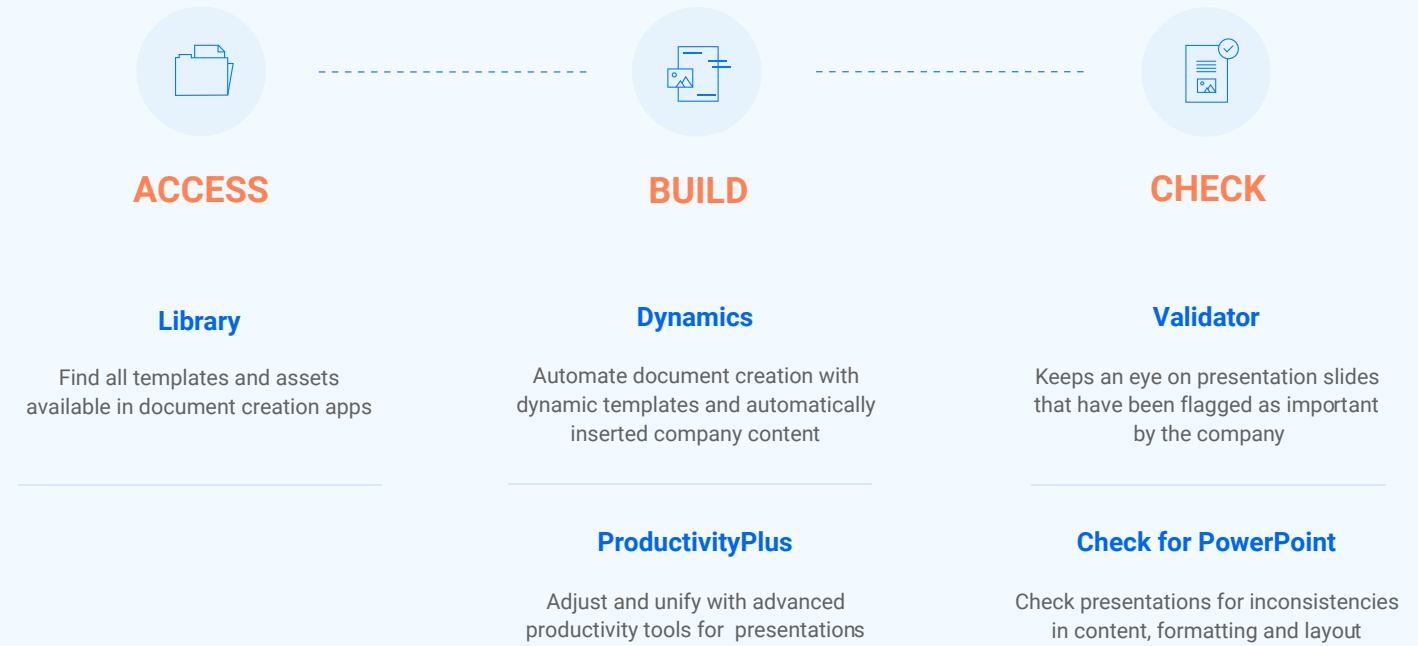 ACCESS
BUILD
CHECK
Library
Find all templates and assets
available in document creation apps
Dynamics
Automate document creation with
dynamic templates and automatically
inserted company content
Validator
Keeps an eye on presentation slides
that have been flagged as important
by the company
ProductivityPlus
Adjust and unify with advanced
productivity tools for presentations
Check for PowerPoint
Check presentations for inconsistencies
in content, formatting and layout